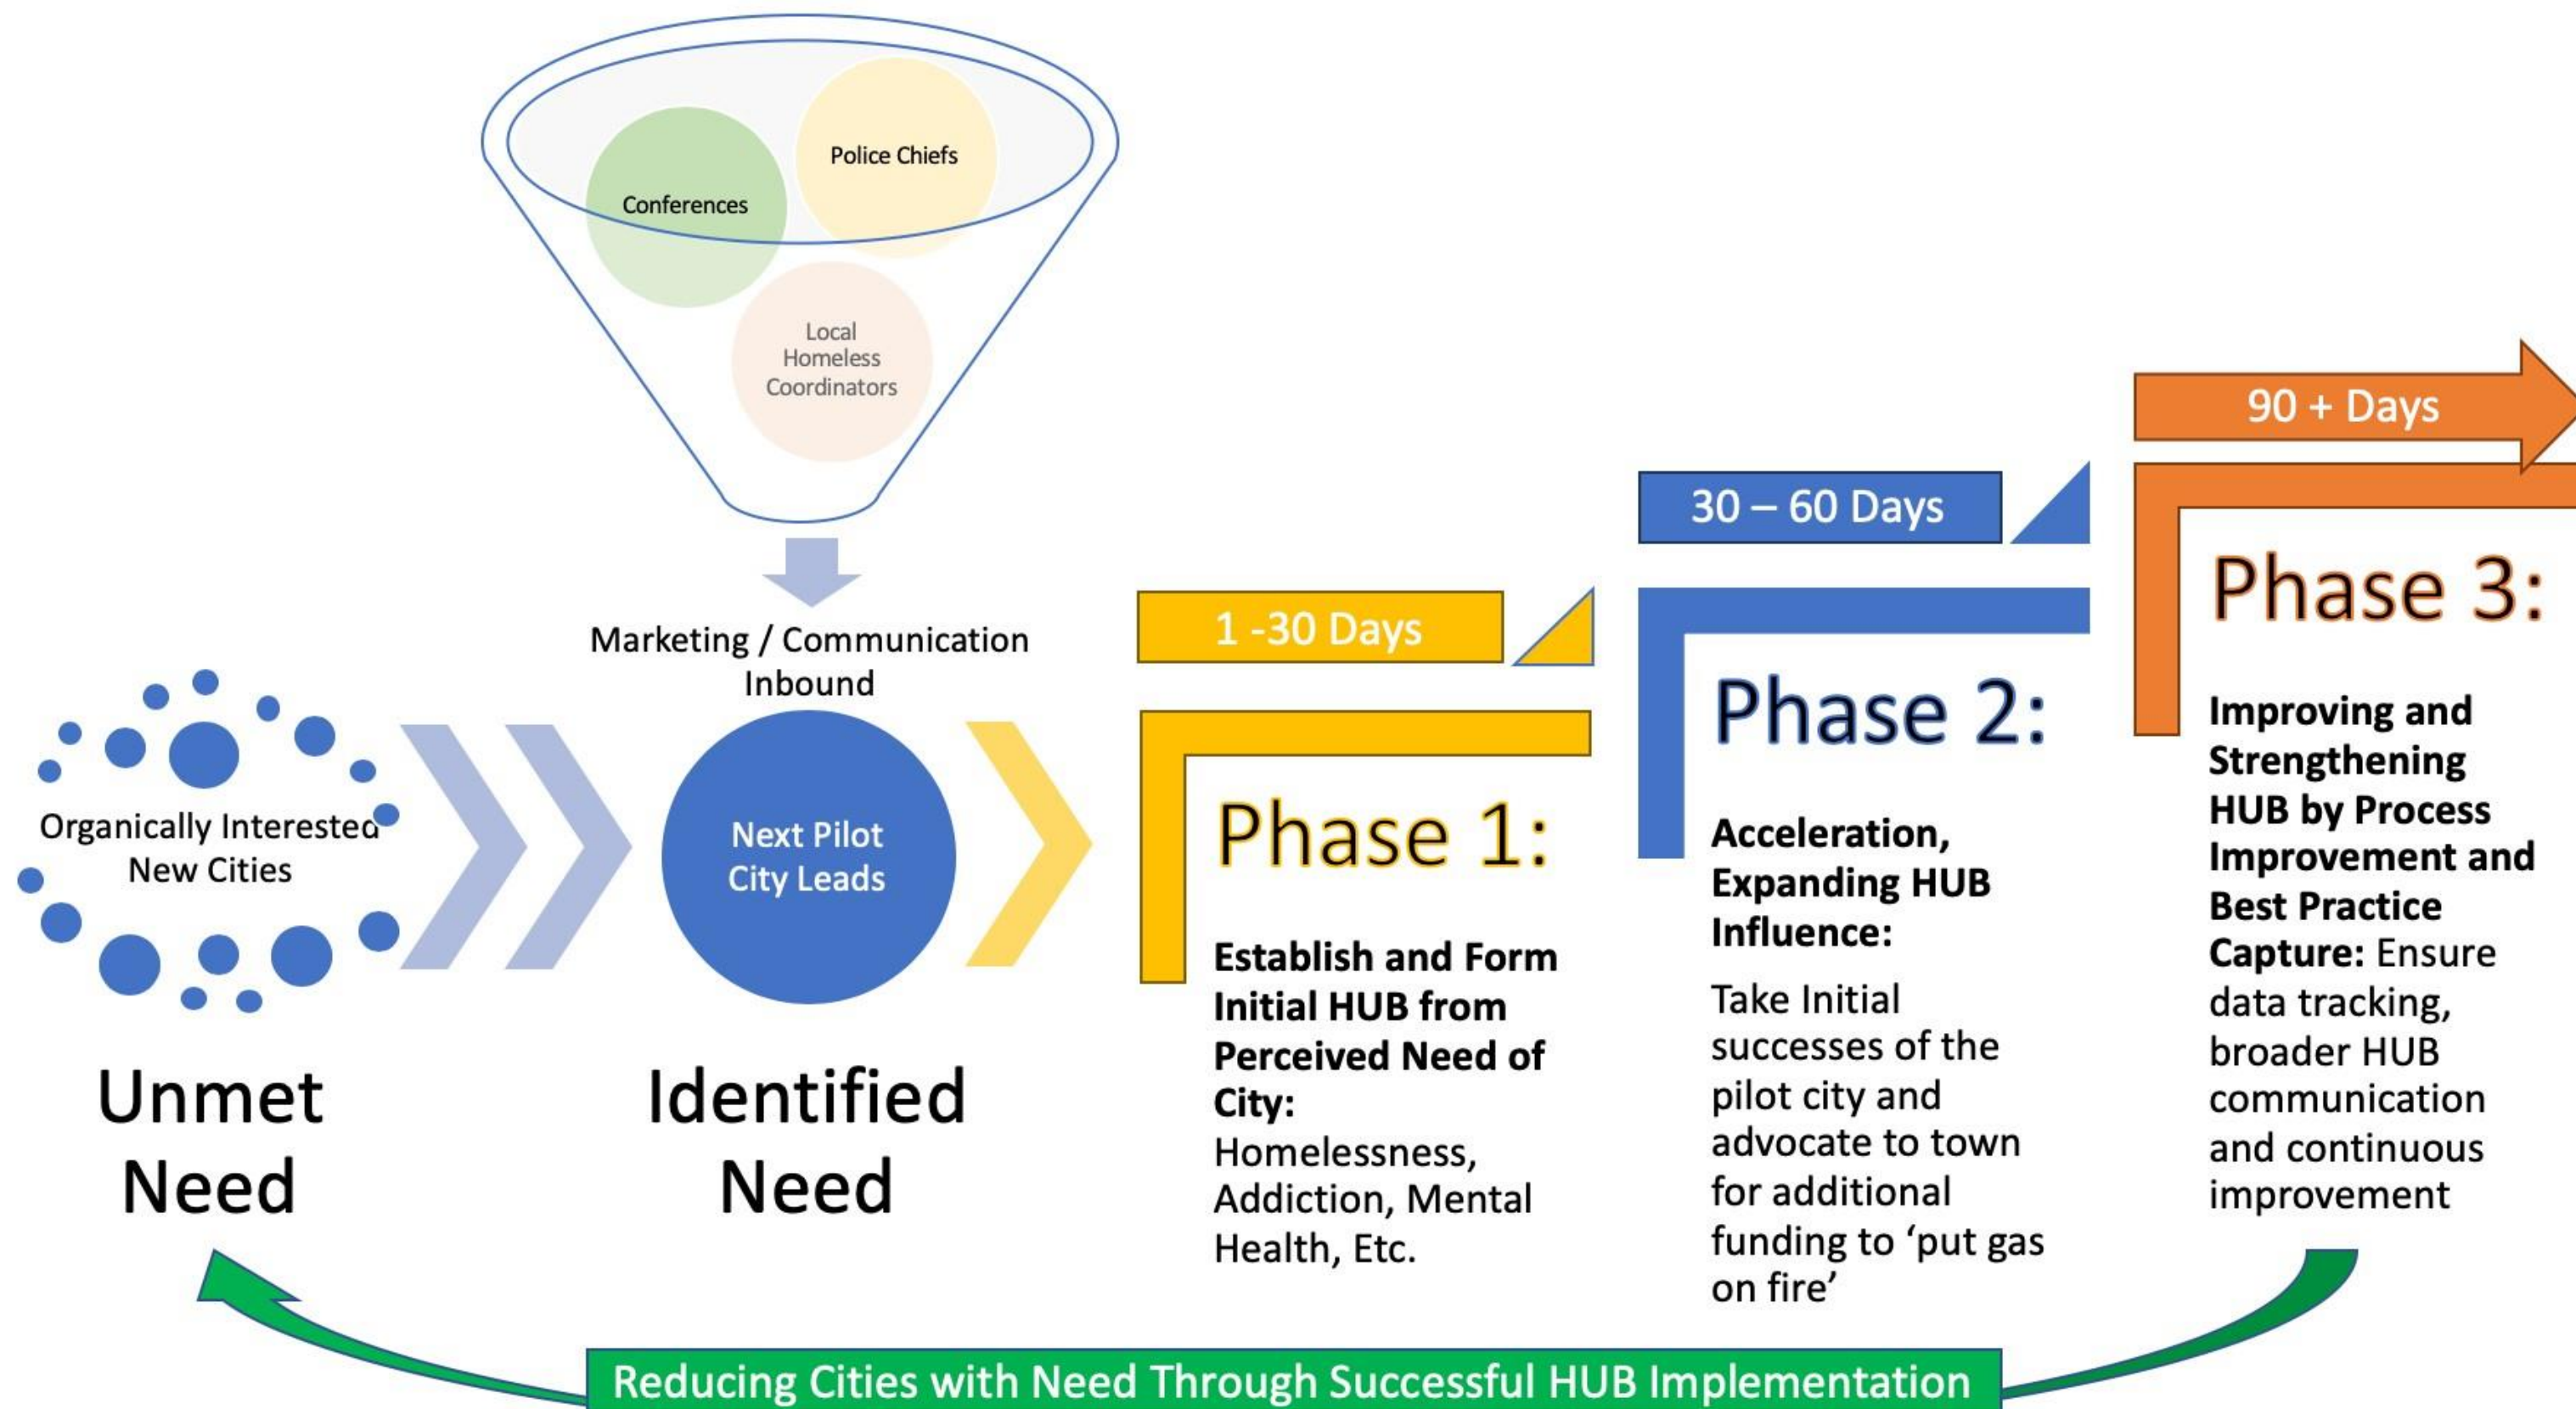 Police Chiefs
Conferences
Local
Homeless
Coordinators
Marketing / Communication
Inbound
Organically Interested
New Cities
Next Pilot
City Leads
Unmet
Need
Identified
Need
1 -30 Days
Phase 1:
Establish and Form
Initial HUB from
Perceived Need of
City:
Homelessness,
Addiction, Mental
Health, Etc.
30 – 60 Days
Phase 2:
Acceleration,
Expanding HUB
Influence:
Take Initial
successes of the
pilot city and
advocate to town
for additional
funding to ‘put gas
on fire’
90 + Days
Phase 3:
Improving and
Strengthening
HUB by Process
Improvement and
Best Practice
Capture: Ensure
data tracking,
broader HUB
communication
and continuous
improvement
Reducing Cities with Need Through Successful HUB Implementation